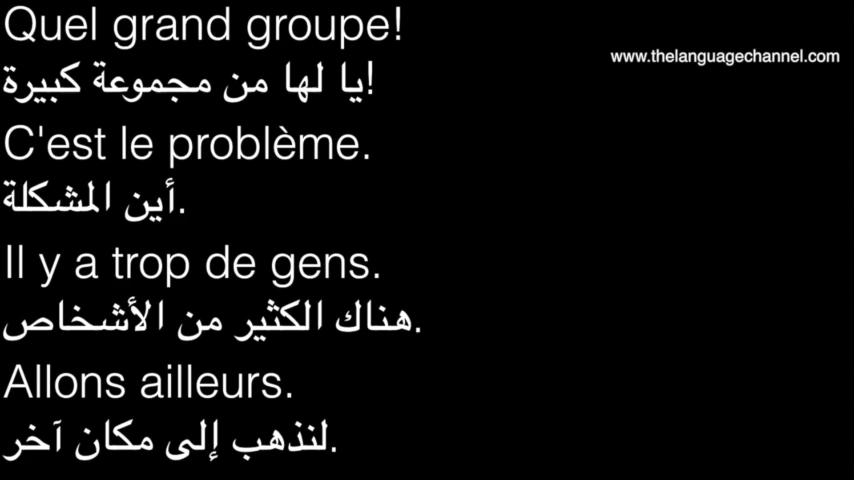 Quel grand groupe!
www.thelanguagechannel.com
يا لها من مجموعة كبيرة!
C'est le problème.
أين المشكلة.
Il y a trop de gens.
هناك الكثير من الأشخاص.
Allons ailleurs.
لنذهب إلى مكان آخر.